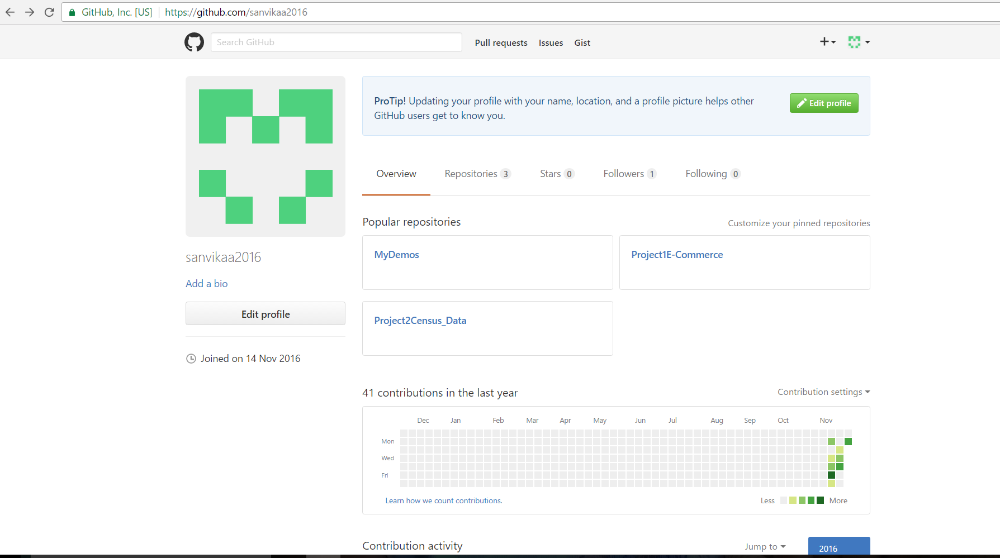 GitHub, Inc. [US] https://github.com/sanvikaa2016
Search GitHub Pull requests Issues Gist
ProTip! Updating your profile with your name, location, and a profile picture helps other
GitHub users get to know you.
Edit profile
Overview Repositories 3 Stars 0 Followers 1 Following 0
Popular repositories Customize your pinned repositories
MyDemos Project1E-Commerce
Project2Census_Data
sanvikaa2016
Add a bio
Edit profile
Joined on 14 Nov 2016
41 contributions in the last year Contribution settings
Dec Jan Feb Mar Apr May Jun Jul Aug Sep Oct Nov
Mon
Wed
Fri
Learn how we count contributions. Less More
Contribution activity Jump to 2016